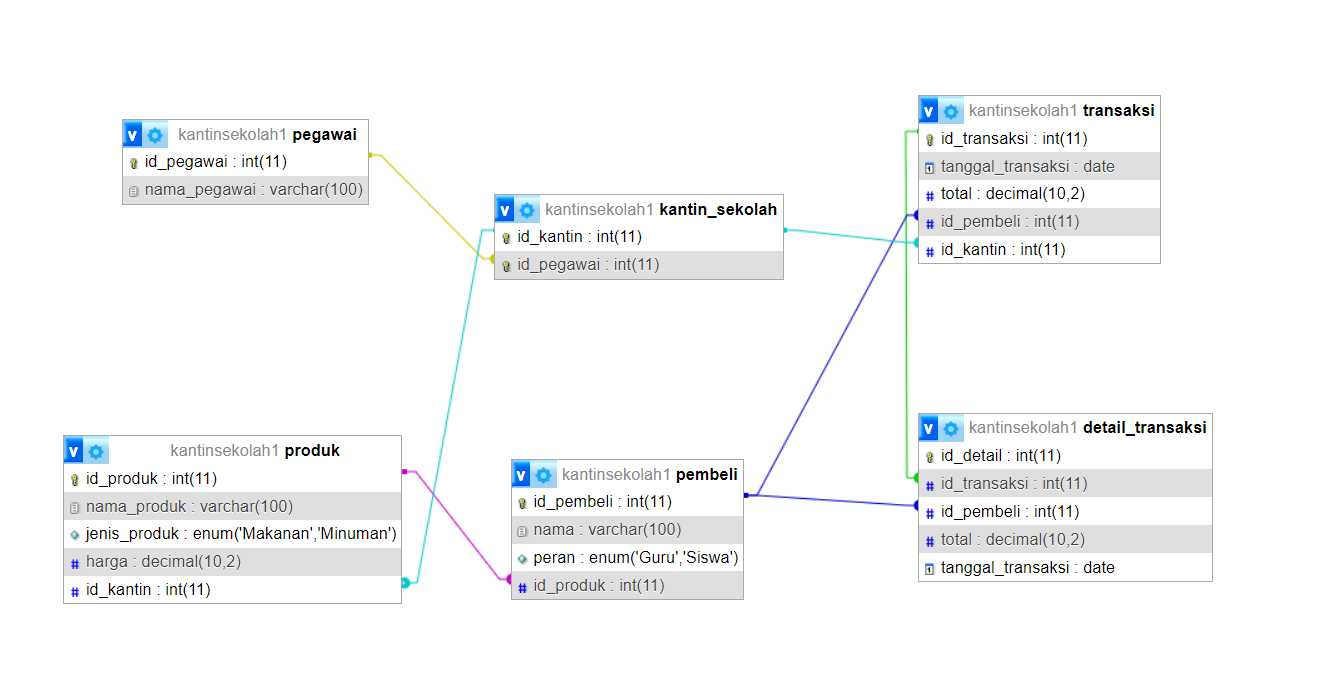 kantinsekolah1 pegawai
id_pegawai : int(11)
nama_pegawai : varchar(100)
kantinsekolah1 kantin_sekolah
id_kantin : int(11)
id_pegawai : int(11)
kantinsekolah1 transaksi
id_transaksi : int(11)
tanggal_transaksi : date
total : decimal(10,2)
id_pembeli : int(11)
id_kantin : int(11)
kantinsekolah1 produk
id_produk : int(11)
nama_produk : varchar(100)
jenis_produk : enum('Makanan','Minuman')
harga : decimal(10,2)
id_kantin : int(11)
kantinsekolah1 pembeli
id_pembeli : int(11)
nama : varchar(100)
peran : enum('Guru','Siswa')
id_produk : int(11)
kantinsekolah1 detail_transaksi
id_detail : int(11)
id_transaksi : int(11)
id_pembeli : int(11)
total : decimal(10,2)
tanggal_transaksi : date